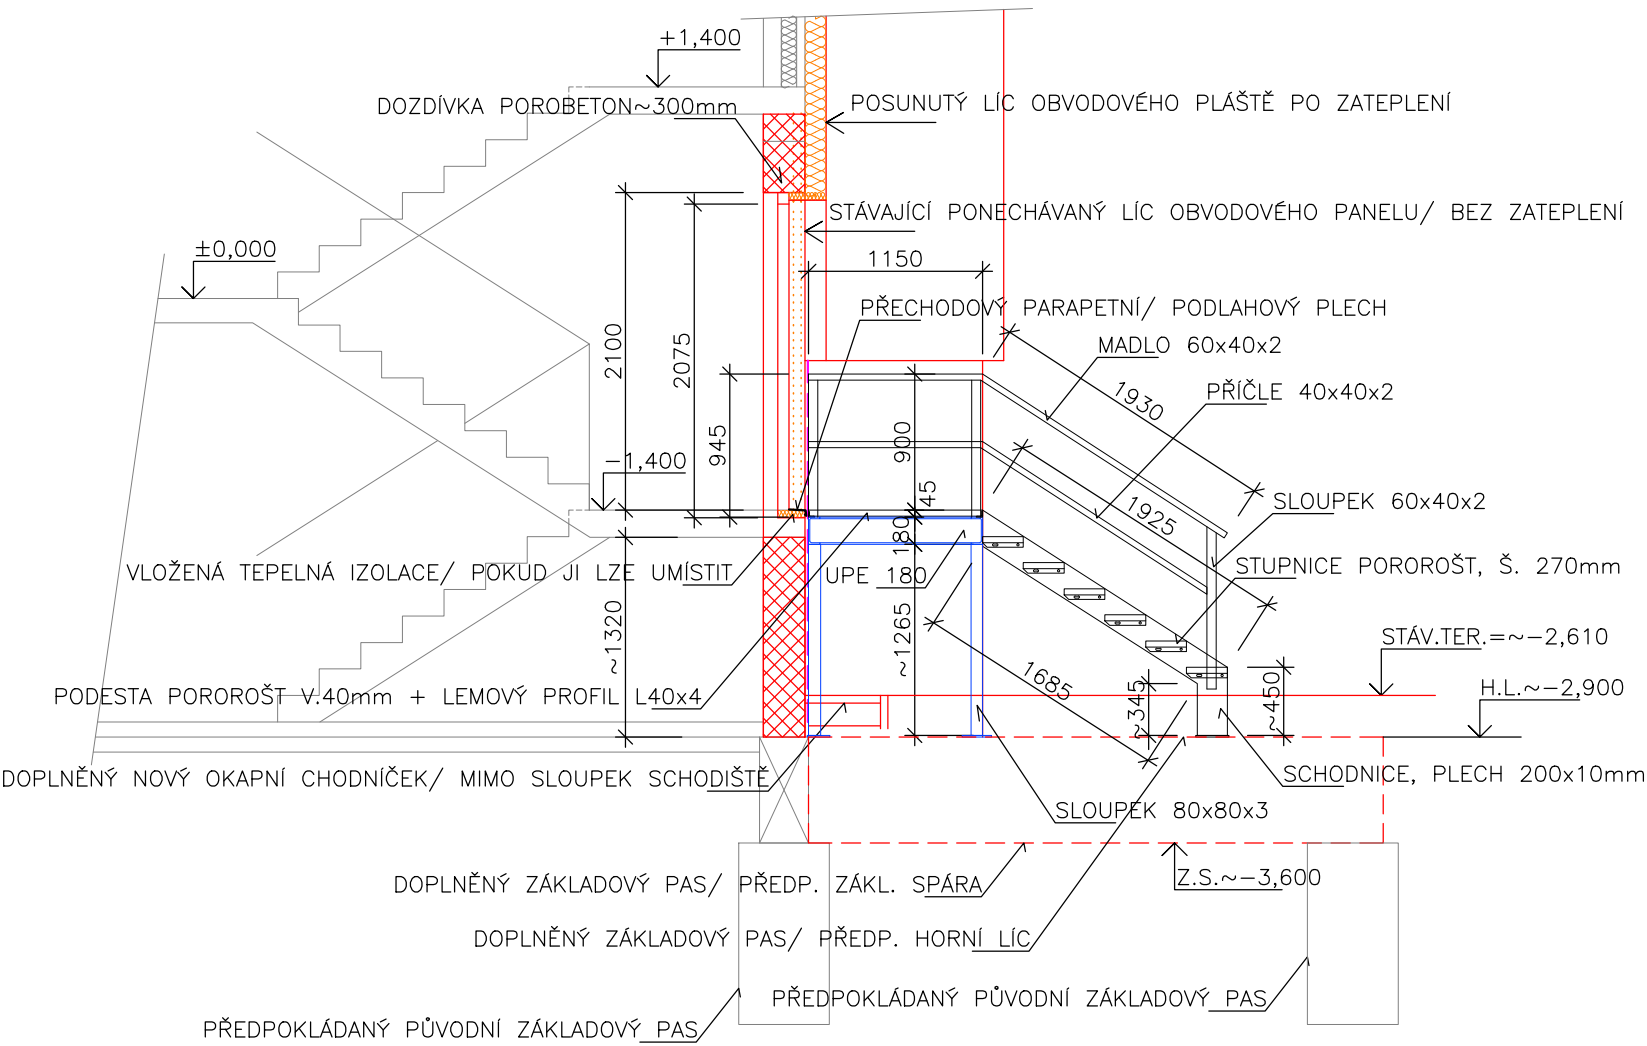 +1,400
DOZDÍVKA POROBETON~300mm
POSUNUTÝ LÍC OBVODOVÉHO PLÁŠTĚ PO ZATEPLENÍ
STÁVAJÍCÍ PONECHÁVANÝ LÍC OBVODOVÉHO PANELU/ BEZ ZATEPLENÍ
±0,000
1150
PŘECHODOVÝ PARAPETNÍ/ PODLAHOVÝ PLECH
MADLO 60x40x2
2100
2075
1930
PŘÍČLE 40x40x2
945
900
−1,400
45
SLOUPEK 60x40x2
1925
180
VLOŽENÁ TEPELNÁ IZOLACE/ POKUD JI LZE UMÍSTIT
UPE 180
STUPNICE POROROŠT, Š. 270mm
~1320
~1265
STÁV.TER.=~−2,610
1685
PODESTA POROROŠT V.40mm + LEMOVÝ PROFIL L40x4
~345
~450
H.L.~−2,900
DOPLNĚNÝ NOVÝ OKAPNÍ CHODNÍČEK/ MIMO SLOUPEK SCHODIŠTĚ
SCHODNICE, PLECH 200x10mm
SLOUPEK 80x80x3
DOPLNĚNÝ ZÁKLADOVÝ PAS/ PŘEDP. ZÁKL. SPÁRA
Z.S.~−3,600
DOPLNĚNÝ ZÁKLADOVÝ PAS/ PŘEDP. HORNÍ LÍC
PŘEDPOKLÁDANÝ PŮVODNÍ ZÁKLADOVÝ PAS
PŘEDPOKLÁDANÝ PŮVODNÍ ZÁKLADOVÝ PAS